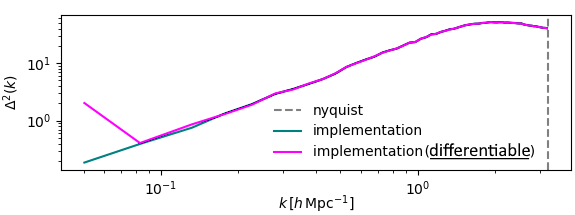 10¹
10⁰
Δ²(k)
nyquist
implementation
implementation(differentiable)
10⁻¹
10⁰
k [h Mpc⁻¹]